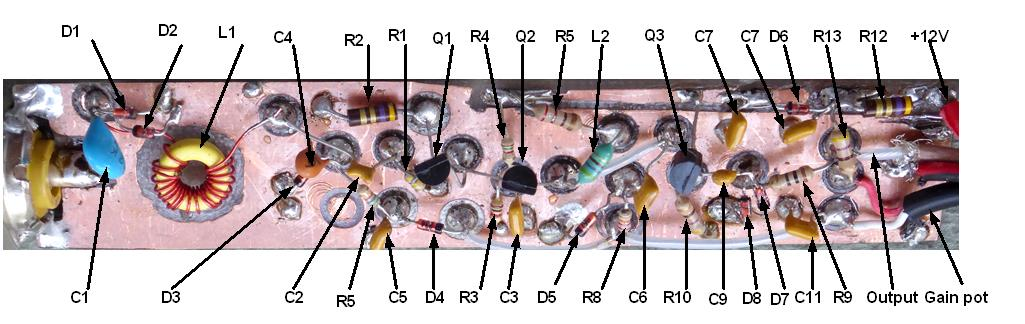 D1 D2 L1 C4 R2 R1 Q1 R4 Q2 R5 L2 Q3 C7 C7 D6 R13 R12 +12V
C1 D3 C2 R5 C5 D4 R3 C3 D5 R8 C6 R10 C9 D8 D7 C11 R9 Output Gain pot